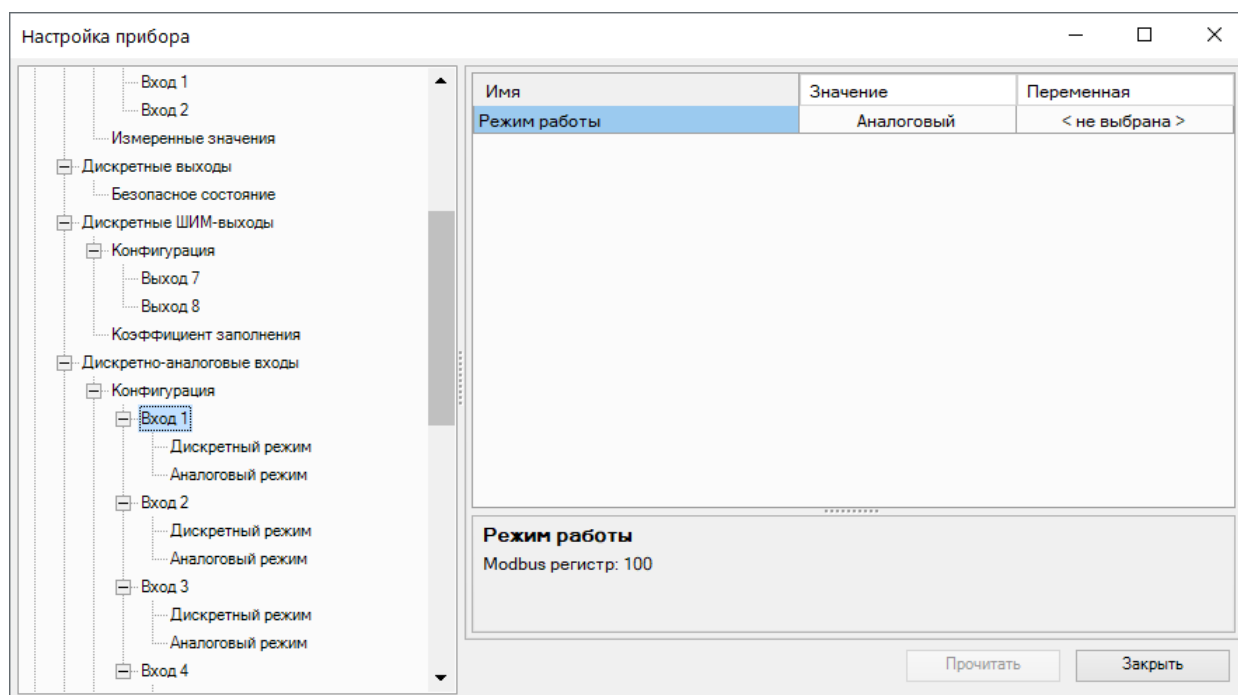 Настройка прибора
Вход 1
Вход 2
Измеренные значения
Дискретные выходы
Безопасное состояние
Дискретные ШИМ-выходы
Конфигурация
Выход 7
Выход 8
Коэффициент заполнения
Дискретно-аналоговые входы
Конфигурация
Вход 1
Дискретный режим
Аналоговый режим
Вход 2
Дискретный режим
Аналоговый режим
Вход 3
Дискретный режим
Аналоговый режим
Вход 4
Имя Значение Переменная
Режим работы Аналоговый < не выбрана >
Режим работы
Modbus регистр: 100
Прочитать Закрыть